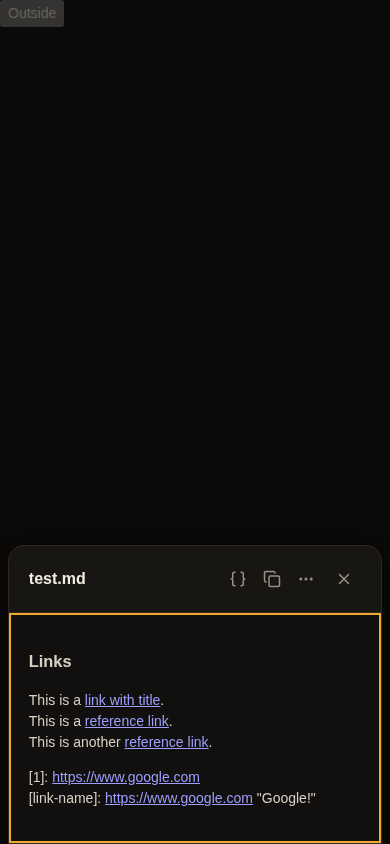 Outside
test.md
Links
This is a link with title.
This is a reference link.
This is another reference link.
[1]: https://www.google.com
[link-name]: https://www.google.com "Google!"